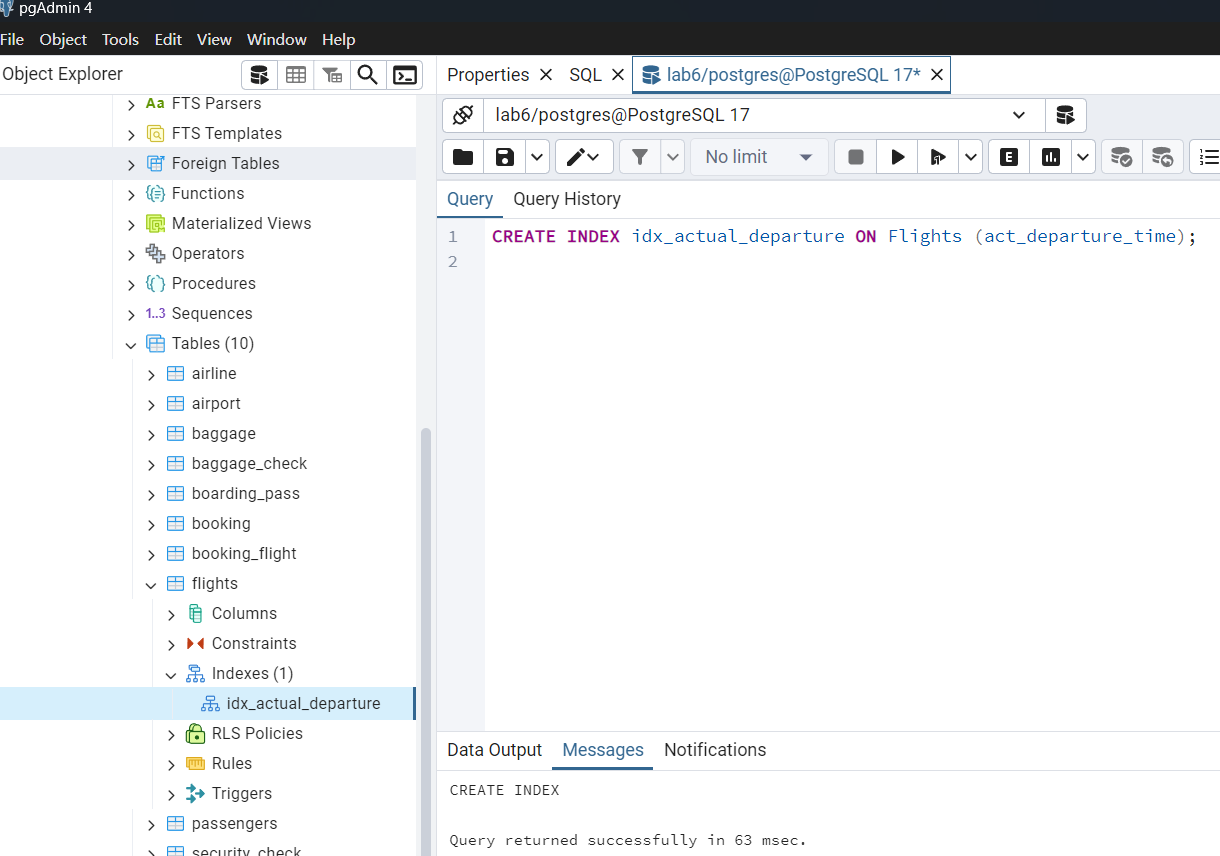 pgAdmin 4
File Object Tools Edit View Window Help
Object Explorer
Aa FTS Parsers
FTS Templates
Foreign Tables
Functions
Materialized Views
Operators
Procedures
1..3 Sequences
Tables (10)
airline
airport
baggage
baggage_check
boarding_pass
booking
booking_flight
flights
Columns
Constraints
Indexes (1)
idx_actual_departure
RLS Policies
Rules
Triggers
passengers
security_check
Properties SQL lab6/postgres@PostgreSQL 17*
lab6/postgres@PostgreSQL 17
No limit E
Query Query History
1 CREATE INDEX idx_actual_departure ON Flights (act_departure_time);
2
Data Output Messages Notifications
CREATE INDEX
Query returned successfully in 63 msec.